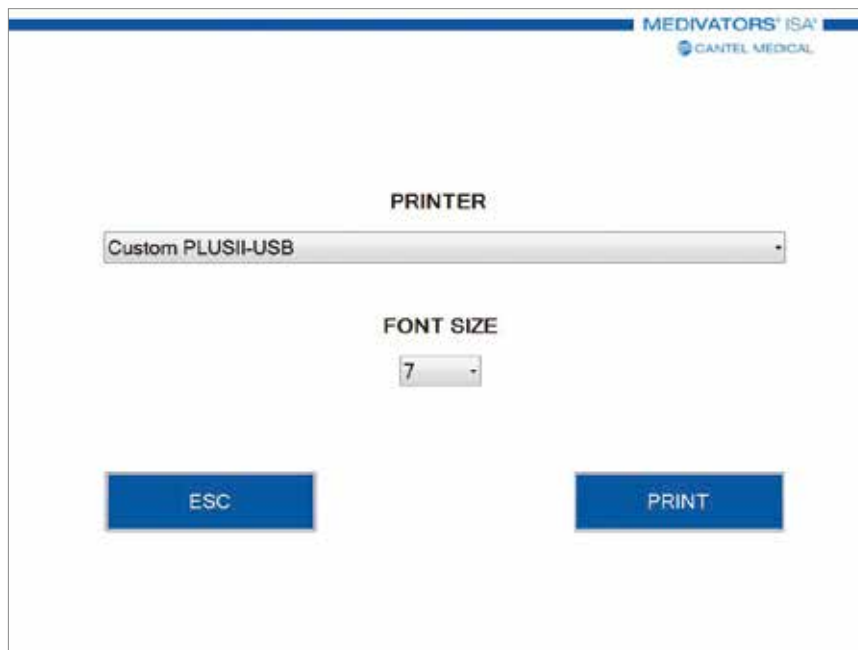 MEDIVATORS® ISA®
CANTEL MEDICAL
PRINTER
Custom PLUSII-USB
FONT SIZE
7
ESC
PRINT